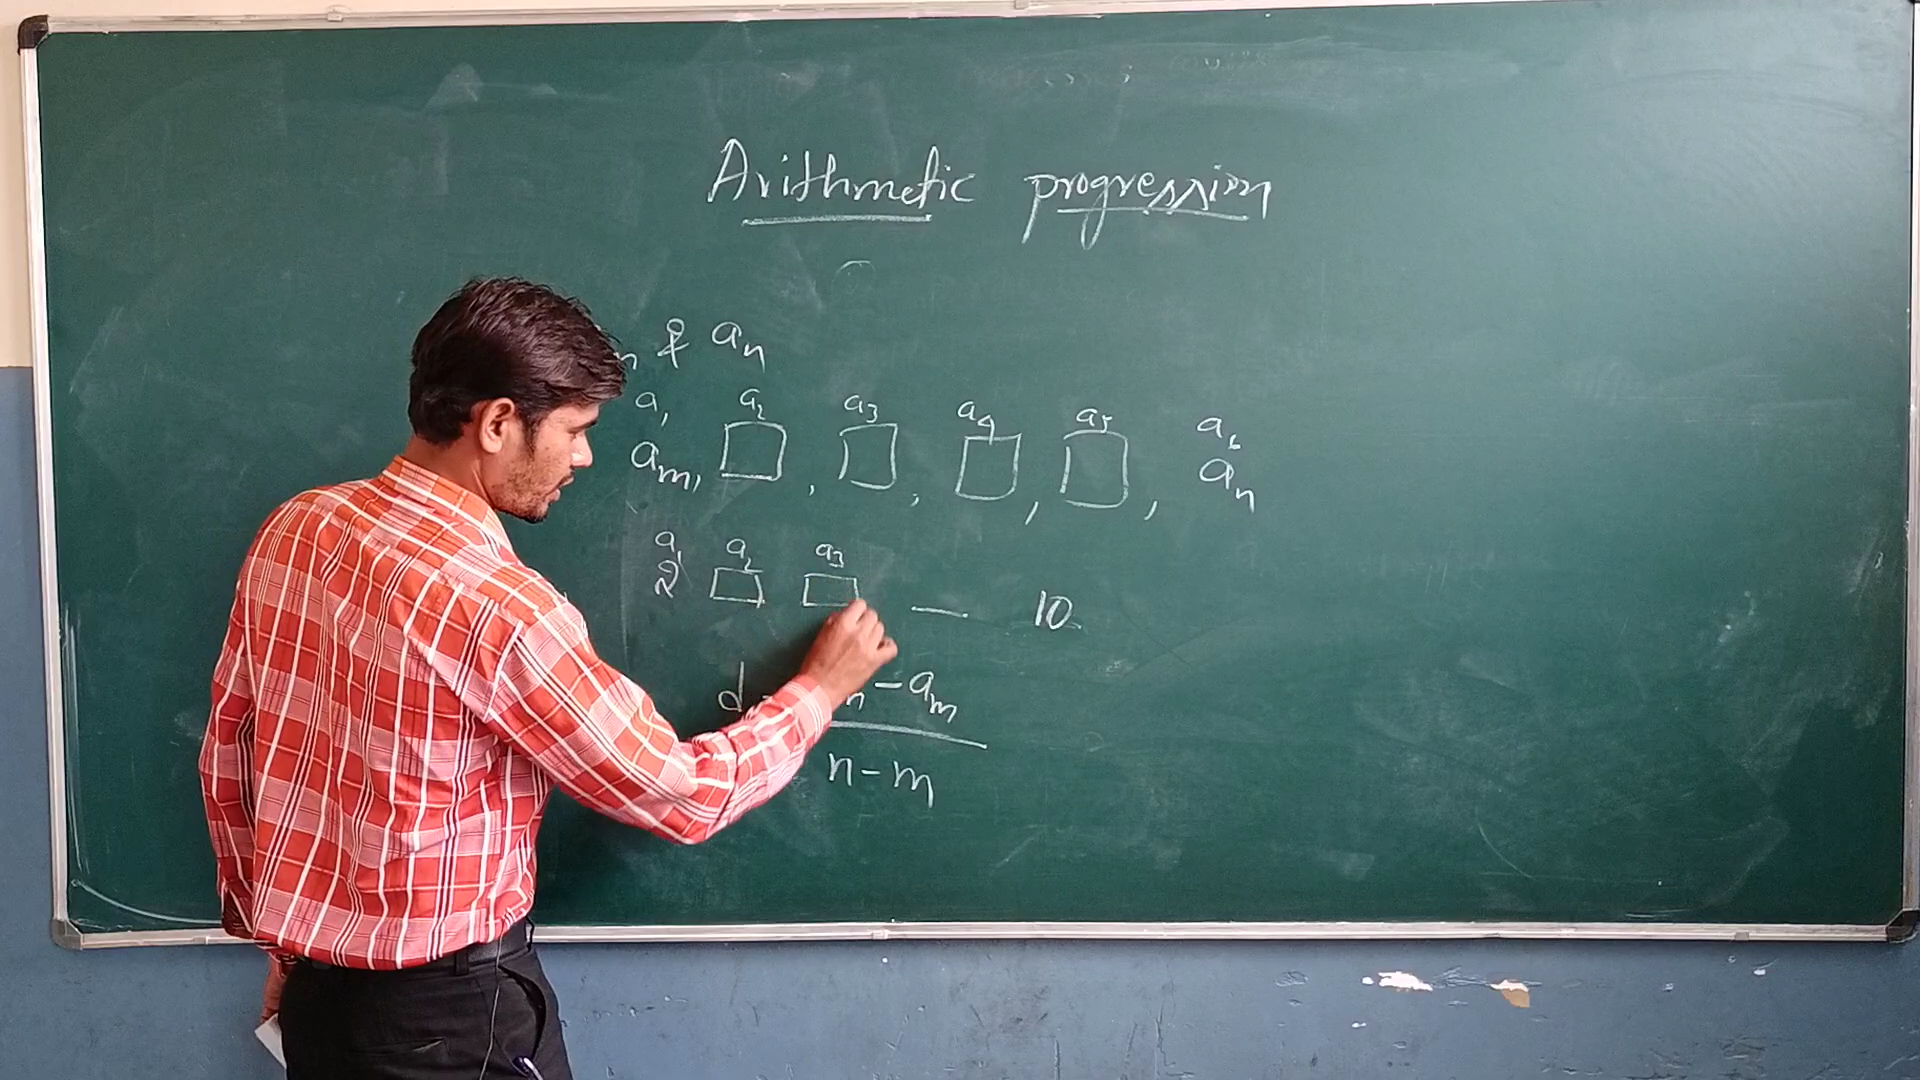 Arithmetic progression
n & aₙ
a₁ a₂ a₃ a₄ a₅ a₆
aₘ, , , , , aₙ
a₁ a₂ a₃
2 — 10
d = n - aₘ
n - m